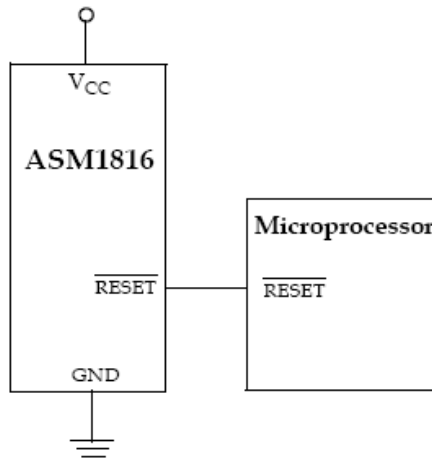 VCC
ASM1816
Microprocessor
RESET
RESET
GND